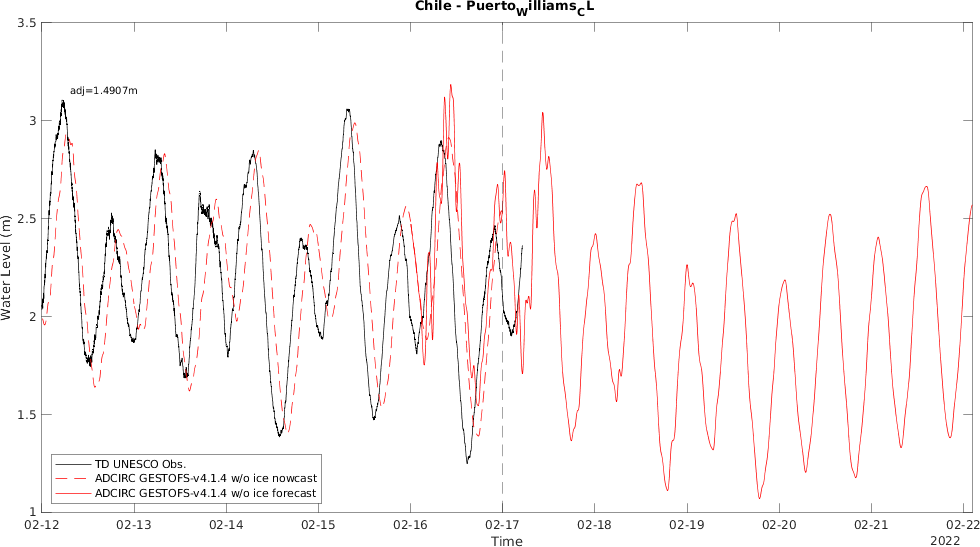 Chile - PuertoWilliamsCL
3.5
adj=1.4907m
3
2.5
Water Level (m)
2
1.5
TD UNESCO Obs.
ADCIRC GESTOFS-v4.1.4 w/o ice nowcast
ADCIRC GESTOFS-v4.1.4 w/o ice forecast
1
02-12 02-13 02-14 02-15 02-16 02-17 02-18 02-19 02-20 02-21 02-22
Time 2022